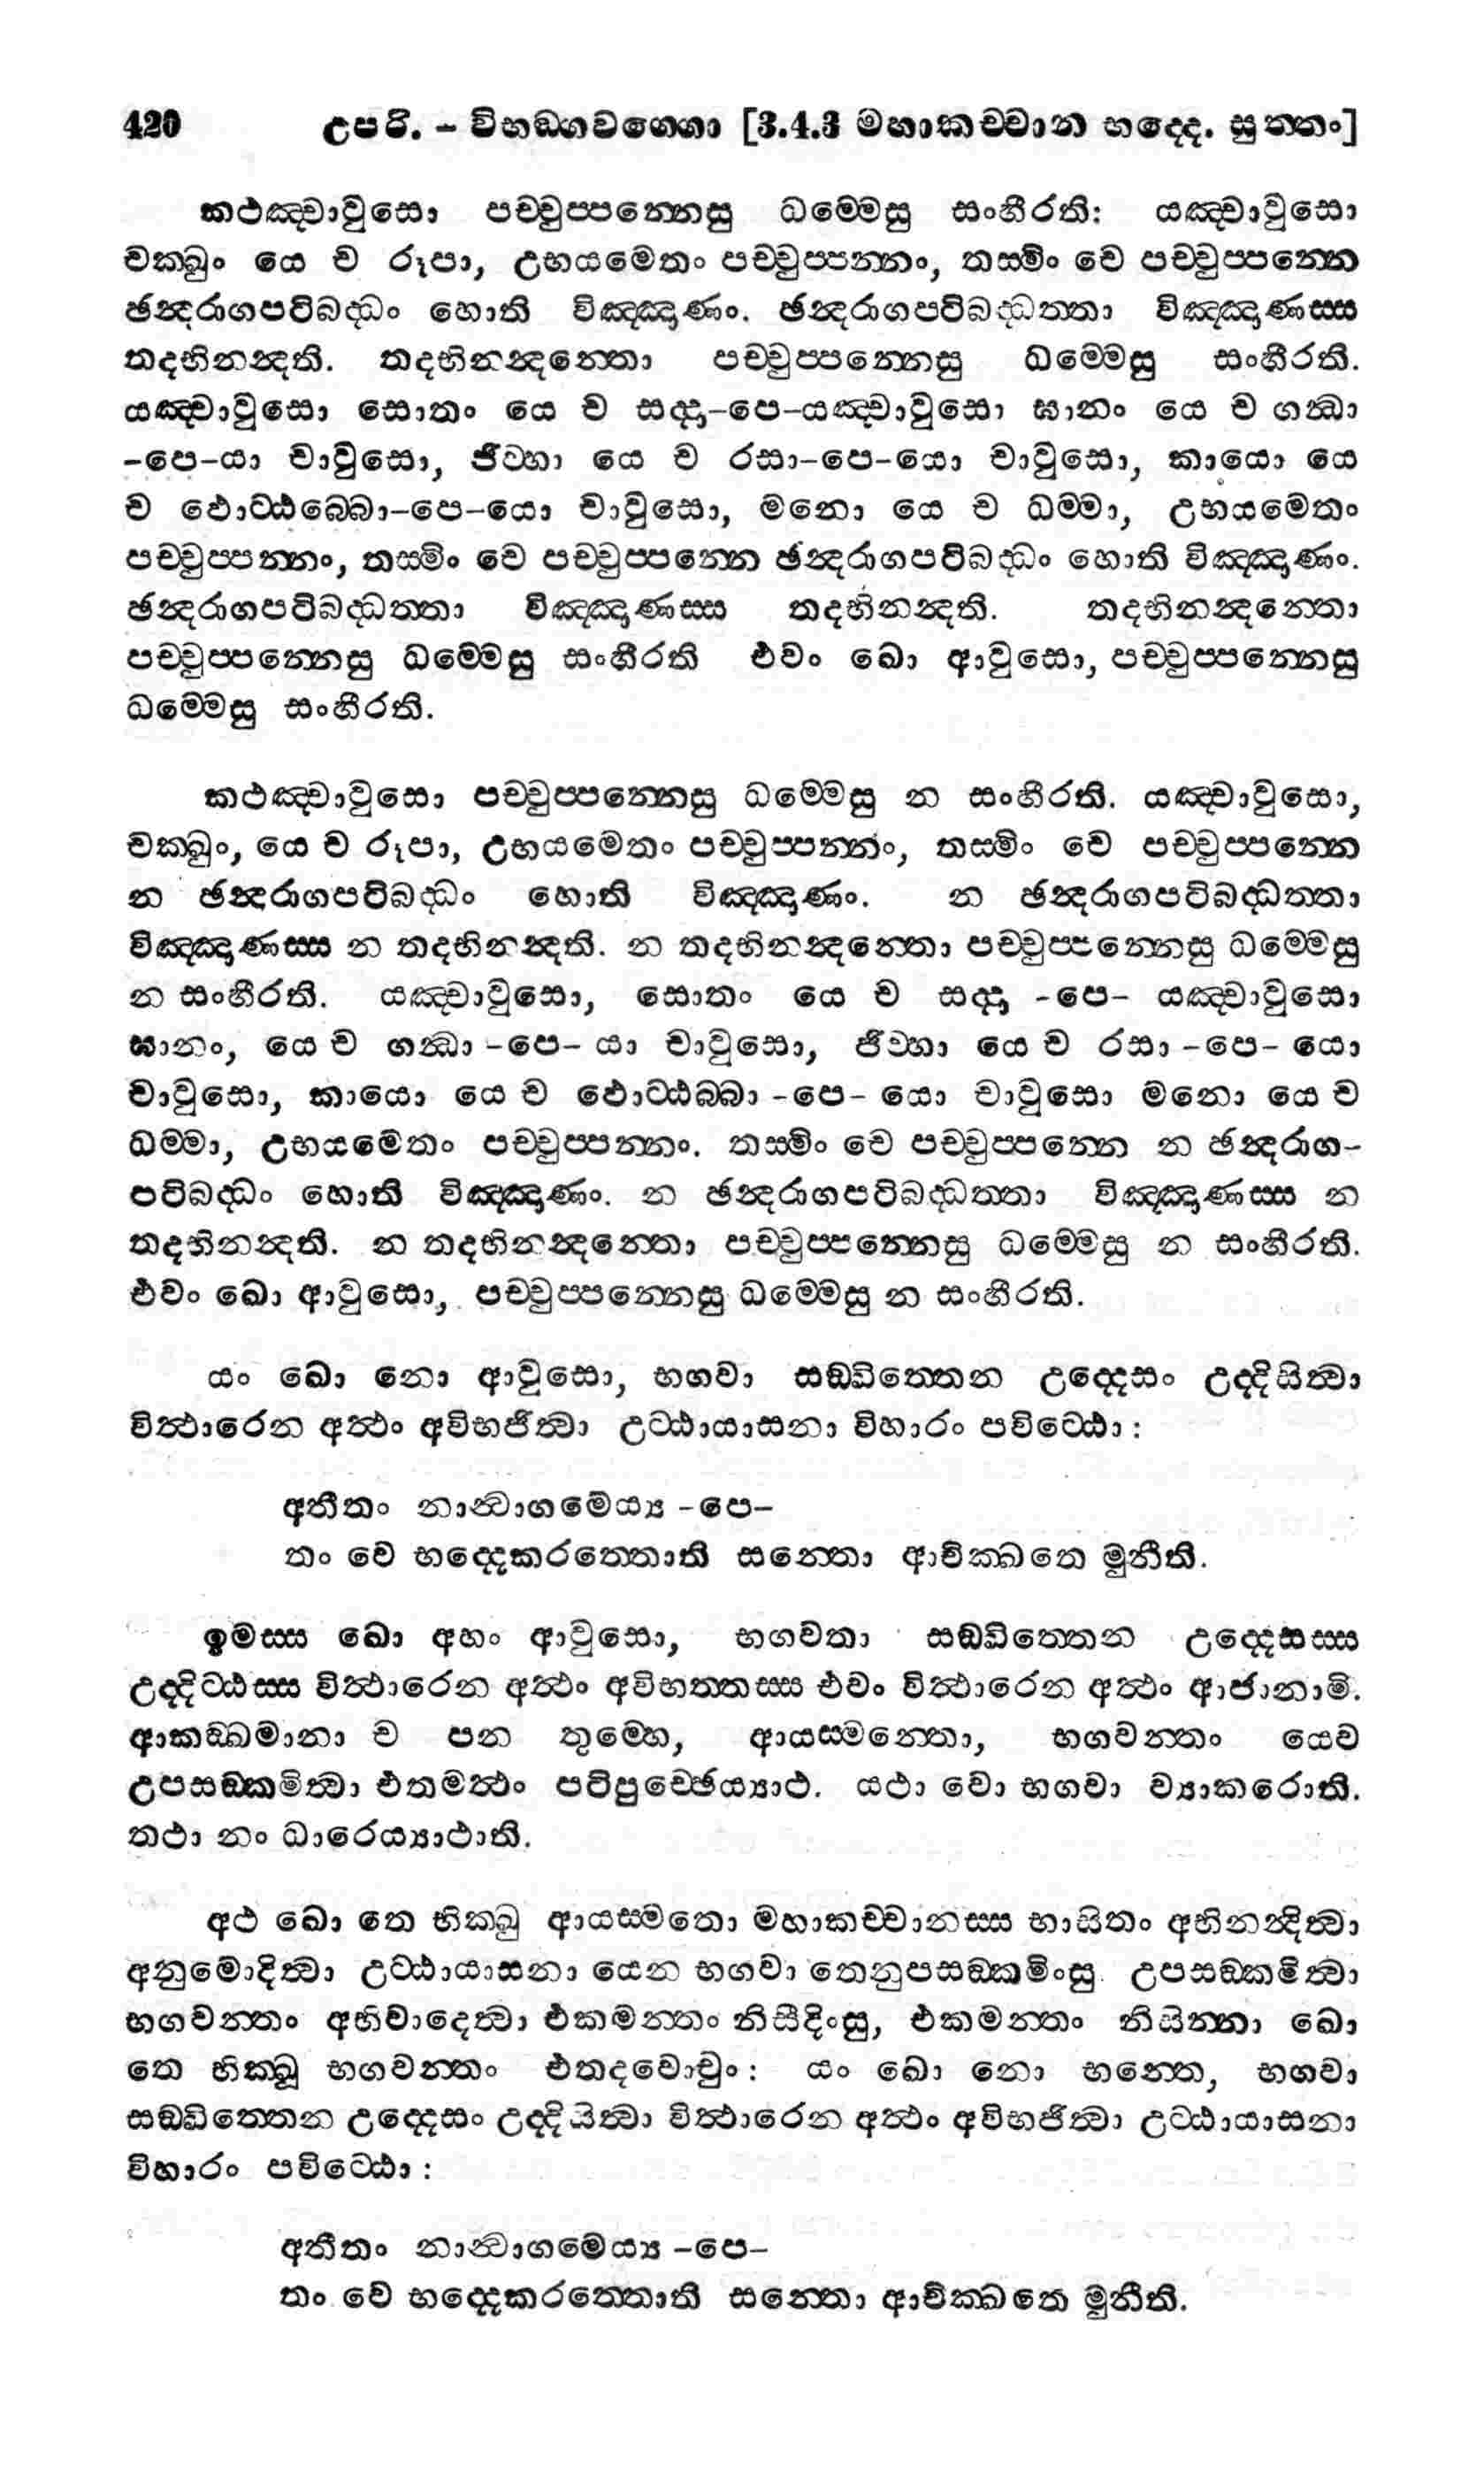 420 උපරි. - විභඞ්ගවග්ගො [3.4.3 මහාකච්චාන භද්දෙ. සුත්තං]
කථඤ්චාවුසො පච්චුප්පන්නෙසු ධම්මෙසු සංහීරති: යඤ්චාවුසො
චක්ඛුං යෙ ච රූපා, උභයමෙතං පච්චුප්පන්නං, තස්මිං චෙ පච්චුප්පන්නෙ
ඡන්දරාගපටිබද්ධං හොති විඤ්ඤාණං. ඡන්දරාගපටිබද්ධත්තා විඤ්ඤාණස්ස
තදභිනන්දති. තදභිනන්දන්තො පච්චුප්පන්නෙසු ධම්මෙසු සංහීරති.
යඤ්චාවුසො සොතං යෙ ච සද්දා-පෙ-යඤ්චාවුසො ඝානං යෙ ච ගන්ධා
-පෙ-යා චාවුසො, ජිව්හා යෙ ච රසා-පෙ-යො චාවුසො, කායො යෙ
ච ඵොට්ඨබ්බො-පෙ-යො චාවුසො, මනො යෙ ච ධම්මා, උභයමෙතං
පච්චුප්පන්නං, තස්මිං චෙ පච්චුප්පන්නෙ ඡන්දරාගපටිබද්ධං හොති විඤ්ඤාණං.
ඡන්දරාගපටිබද්ධත්තා විඤ්ඤාණස්ස තදභිනන්දති. තදභිනන්දන්තො
පච්චුප්පන්නෙසු ධම්මෙසු සංහීරති එවං ඛො ආවුසො, පච්චුප්පන්නෙසු
ධම්මෙසු සංහීරති.
කථඤ්චාවුසො පච්චුප්පන්නෙසු ධම්මෙසු න සංහීරති. යඤ්චාවුසො,
චක්ඛුං, යෙ ච රූපා, උභයමෙතං පච්චුප්පන්නං, තස්මිං චෙ පච්චුප්පන්නෙ
න ඡන්දරාගපටිබද්ධං හොති විඤ්ඤාණං. න ඡන්දරාගපටිබද්ධත්තා
විඤ්ඤාණස්ස න තදභිනන්දති. න තදභිනන්දන්තො පච්චුප්පන්නෙසු ධම්මෙසු
න සංහීරති. යඤ්චාවුසො, සොතං යෙ ච සද්දා -පෙ- යඤ්චාවුසො
ඝානං, යෙ ච ගන්ධා -පෙ- යා චාවුසො, ජිව්හා යෙ ච රසා -පෙ- යො
චාවුසො, කායො යෙ ච ඵොට්ඨබ්බා -පෙ- යො චාවුසො මනො යෙ ච
ධම්මා, උභයමෙතං පච්චුප්පන්නං. තස්මිං චෙ පච්චුප්පන්නෙ න ඡන්දරාග-
පටිබද්ධං හොති විඤ්ඤාණං. න ඡන්දරාගපටිබද්ධත්තා විඤ්ඤාණස්ස න
තදභිනන්දති. න තදභිනන්දන්තො පච්චුප්පන්නෙසු ධම්මෙසු න සංහීරති.
එවං ඛො ආවුසො, පච්චුප්පන්නෙසු ධම්මෙසු න සංහීරති.
යං ඛො නො ආවුසො, භගවා සඞ්ඛිත්තෙන උද්දෙසං උද්දිසිත්වා
විත්ථාරෙන අත්ථං අවිභජිත්වා උට්ඨායාසනා විහාරං පවිට්ඨො:
අතීතං නාන්වාගමෙය්‍ය -පෙ-
තං වෙ භද්දෙකරත්තොති සන්තො ආචික්ඛතෙ මුනීති.
ඉමස්ස ඛො අහං ආවුසො, භගවතා සඞ්ඛිත්තෙන උද්දෙසස්ස
උද්දිට්ඨස්ස විත්ථාරෙන අත්ථං අවිභත්තස්ස එවං විත්ථාරෙන අත්ථං ආජානාමි.
ආකඞ්ඛමානා ච පන තුම්හෙ, ආයස්මන්තො, භගවන්තං යෙව
උපසඞ්කමිත්වා එතමත්ථං පටිපුච්ඡෙය්‍යාථ. යථා වො භගවා ව්‍යාකරොති.
තථා නං ධාරෙය්‍යාථාති.
අථ ඛො තෙ භික්ඛු ආයස්මතො මහාකච්චානස්ස භාසිතං අභිනන්දිත්වා
අනුමොදිත්වා උට්ඨායාසනා යෙන භගවා තෙනුපසඞ්කමිංසු. උපසඞ්කමිත්වා
භගවන්තං අභිවාදෙත්වා එකමන්තං නිසීදිංසු, එකමන්තං නිසින්නා ඛො
තෙ භික්ඛූ භගවන්තං එතදවොචුං: යං ඛො නො භන්තෙ, භගවා
සඞ්ඛිත්තෙන උද්දෙසං උද්දියිත්වා විත්ථාරෙන අත්ථං අවිභජිත්වා උට්ඨායාසනා
විහාරං පවිට්ඨො:
අතීතං නාන්වාගමෙය්‍ය -පෙ-
තං වෙ භද්දෙකරත්තොති සන්තො ආචික්ඛතෙ මුනීති.